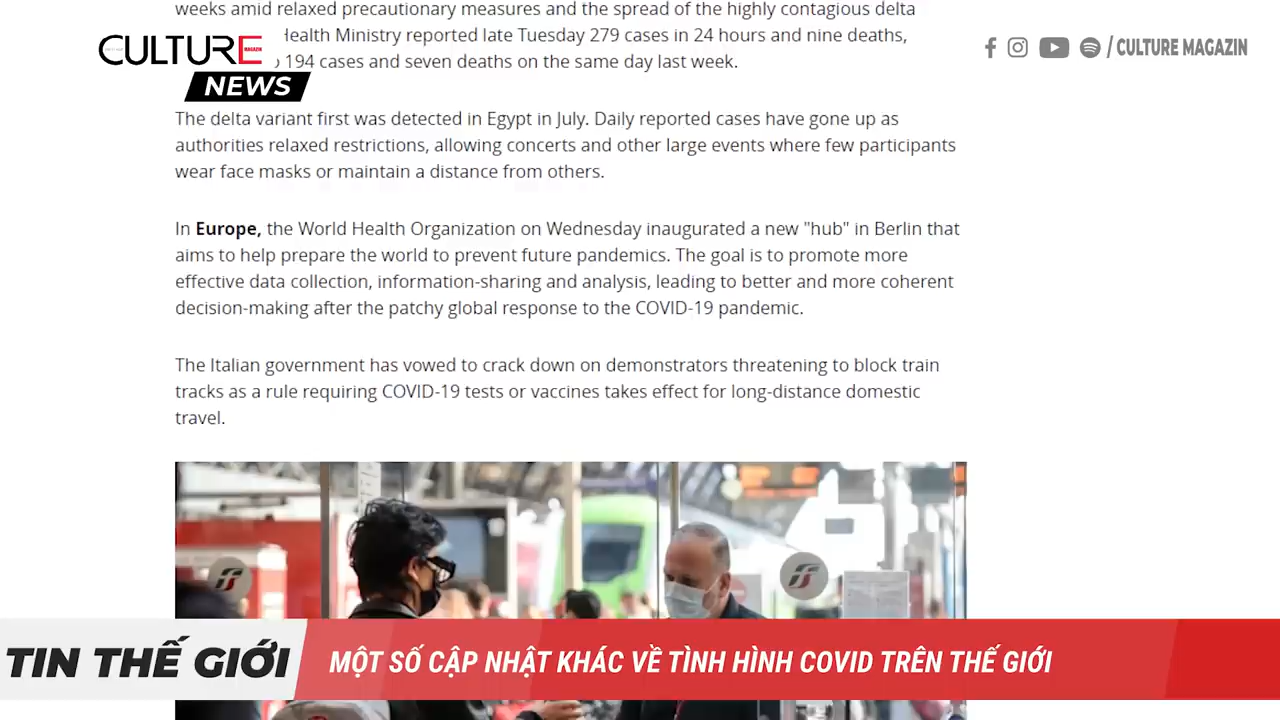 weeks amid relaxed precautionary measures and the spread of the highly contagious delta
Health Ministry reported late Tuesday 279 cases in 24 hours and nine deaths,
194 cases and seven deaths on the same day last week.
CULTURE
MAGAZIN
NEWS
/ CULTURE MAGAZIN
The delta variant first was detected in Egypt in July. Daily reported cases have gone up as
authorities relaxed restrictions, allowing concerts and other large events where few participants
wear face masks or maintain a distance from others.
In Europe, the World Health Organization on Wednesday inaugurated a new "hub" in Berlin that
aims to help prepare the world to prevent future pandemics. The goal is to promote more
effective data collection, information-sharing and analysis, leading to better and more coherent
decision-making after the patchy global response to the COVID-19 pandemic.
The Italian government has vowed to crack down on demonstrators threatening to block train
tracks as a rule requiring COVID-19 tests or vaccines takes effect for long-distance domestic
travel.
TIN THẾ GIỚI
MỘT SỐ CẬP NHẬT KHÁC VỀ TÌNH HÌNH COVID TRÊN THẾ GIỚI